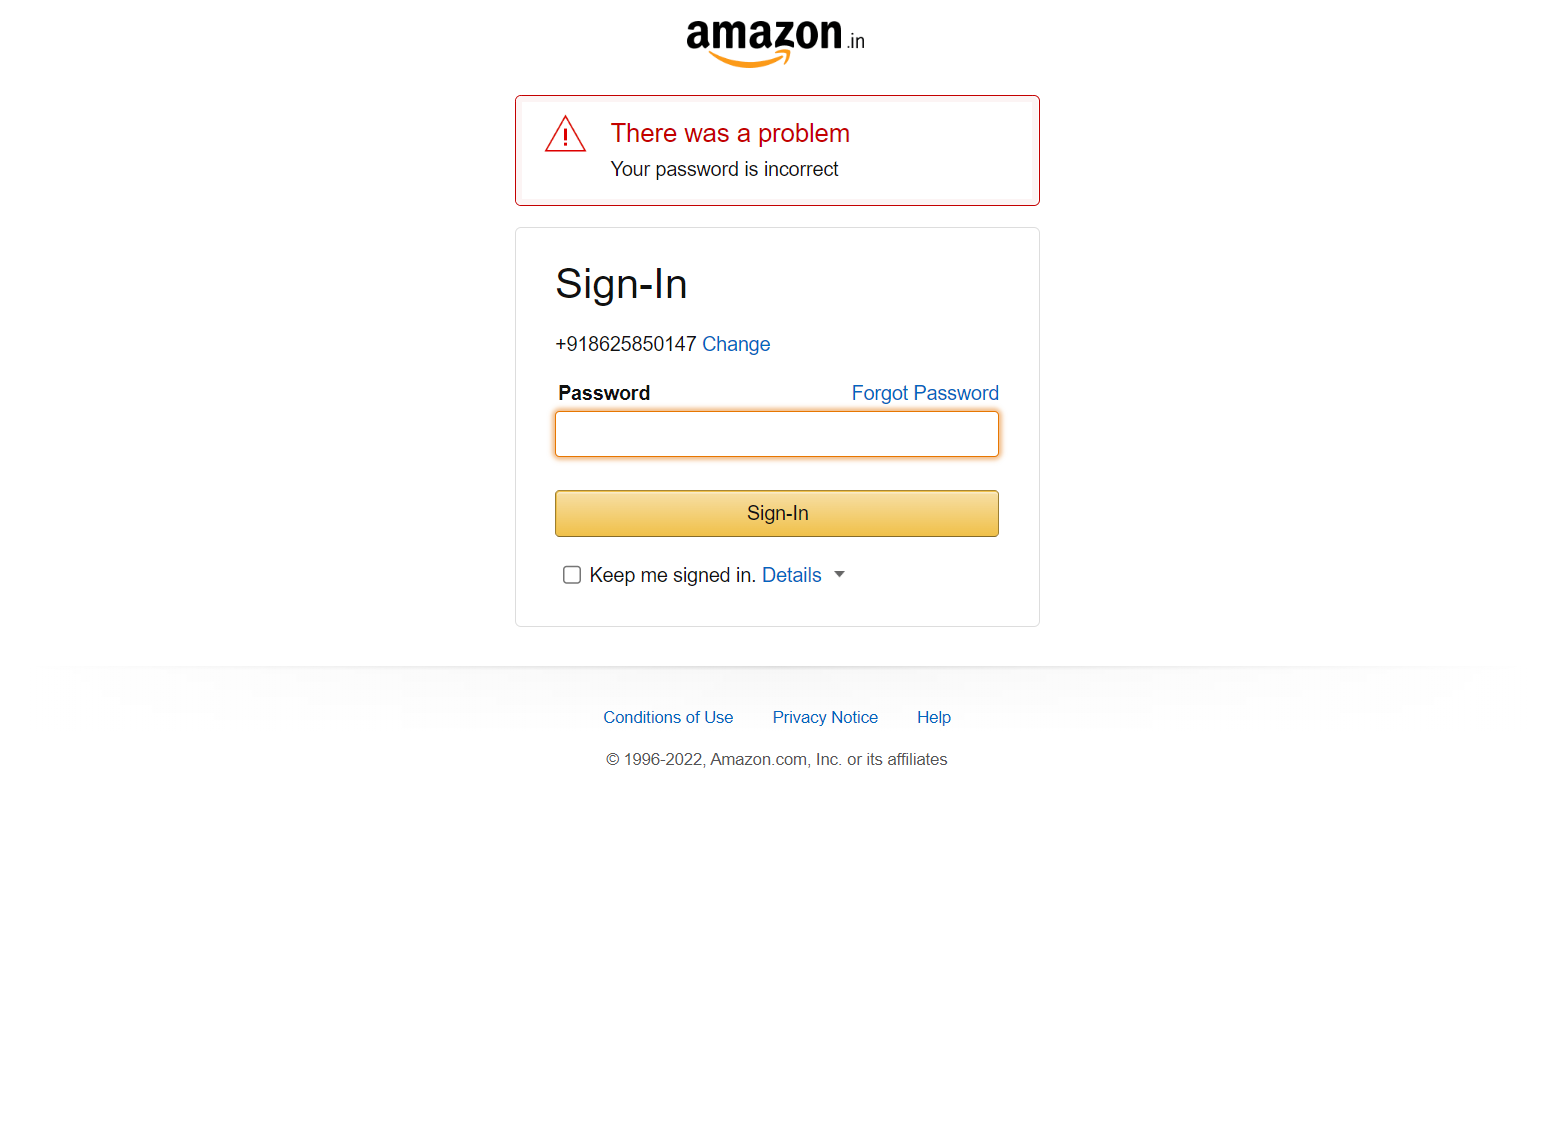 amazon.in
There was a problem
Your password is incorrect
Sign-In
+918625850147 Change
Password Forgot Password
Sign-In
Keep me signed in. Details
Conditions of Use Privacy Notice Help
© 1996-2022, Amazon.com, Inc. or its affiliates